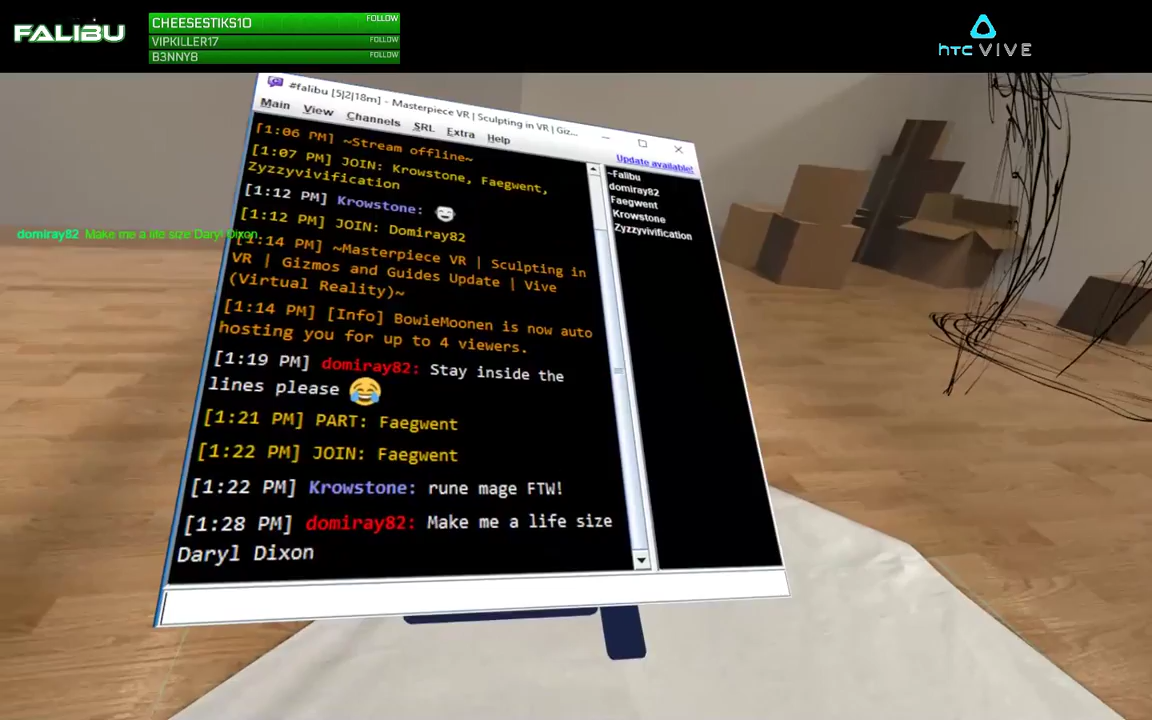 FALIBU
CHEESESTIKS10 FOLLOW
VIPKILLER17 FOLLOW
B3NNY8 FOLLOW
hTC VIVE
#falibu [5|2|18m] - Masterpiece VR | Sculpting in VR | Giz...
Main View Channels SRL Extra Help
Update available!
[1:06 PM] ~Stream offline~
[1:07 PM] JOIN: Krowstone, Faegwent,
Zyzzyvivification
[1:12 PM] Krowstone:
[1:12 PM] JOIN: Domiray82
[1:14 PM] ~Masterpiece VR | Sculpting in
VR | Gizmos and Guides Update | Vive
(Virtual Reality)~
[1:14 PM] [Info] BowieMoonen is now auto
hosting you for up to 4 viewers.
[1:19 PM] domiray82: Stay inside the
lines please 😂
[1:21 PM] PART: Faegwent
[1:22 PM] JOIN: Faegwent
[1:22 PM] Krowstone: rune mage FTW!
[1:28 PM] domiray82: Make me a life size
Daryl Dixon
~Falibu
domiray82
Faegwent
Krowstone
Zyzzyvivification
domiray82 Make me a life size Daryl Dixon